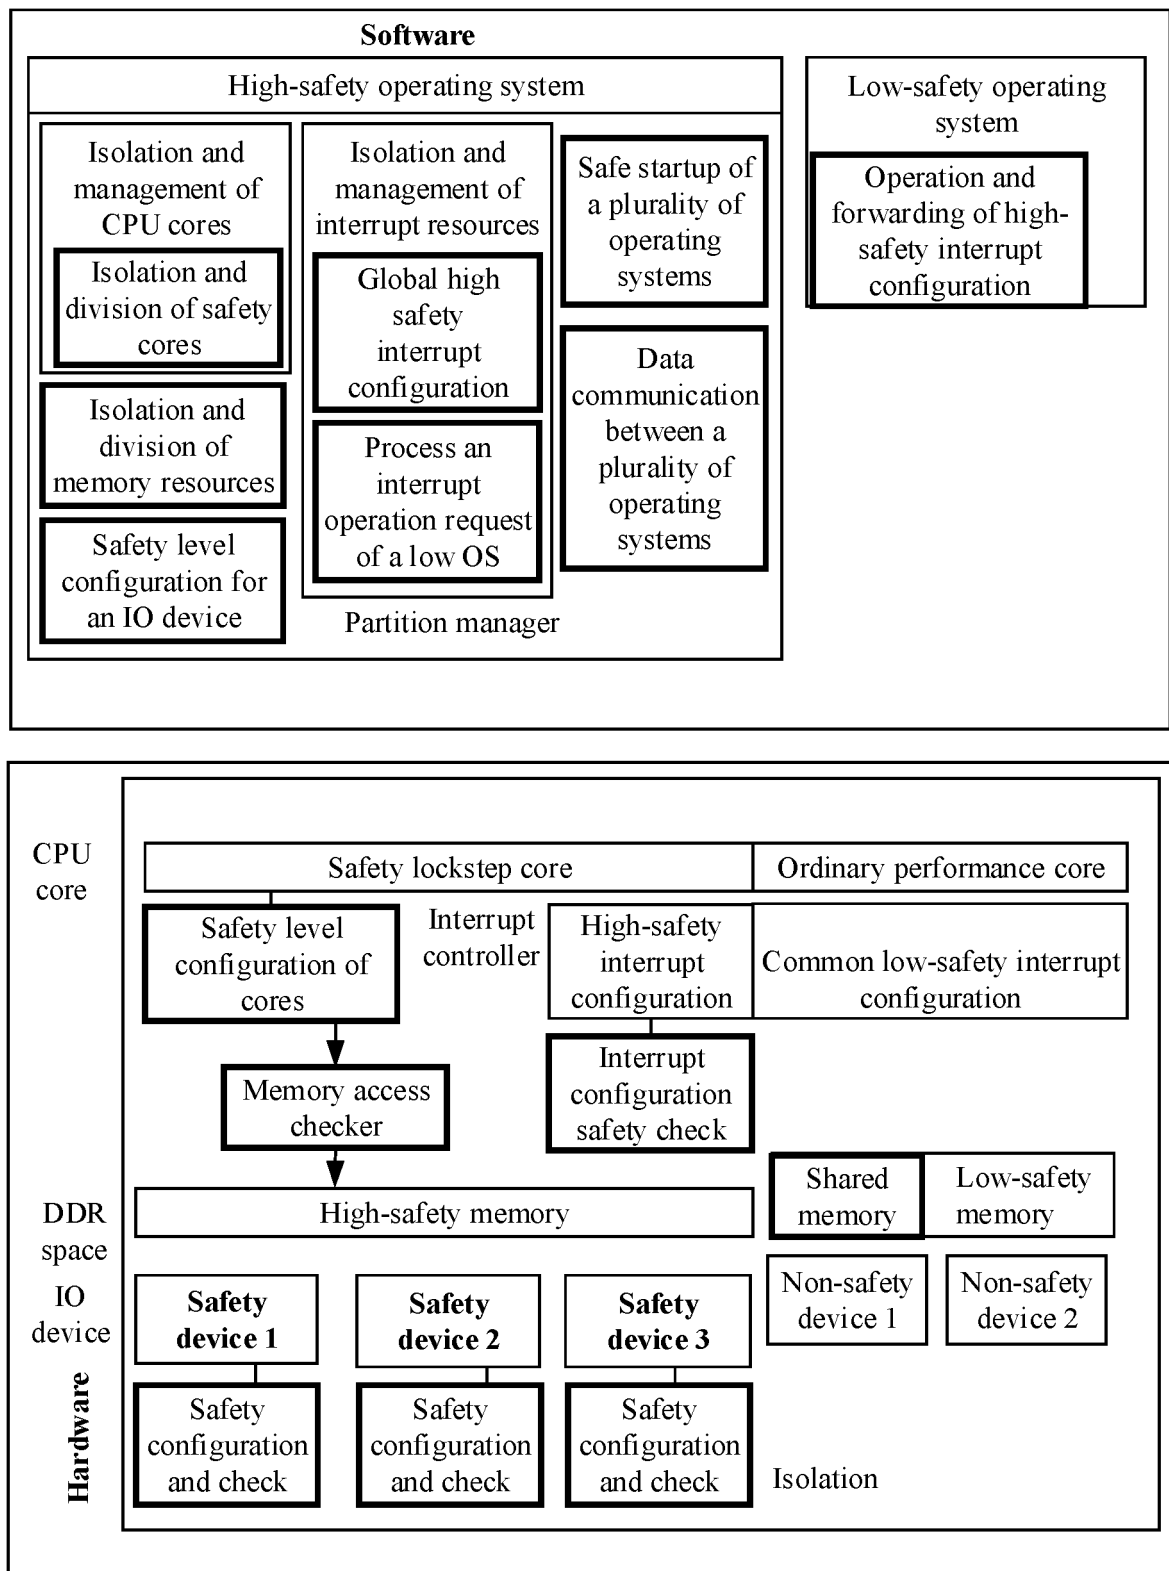 Software
High-safety operating system
Isolation and
management of
CPU cores
Isolation and
division of safety
cores
Isolation and
division of
memory resources
Safety level
configuration for
an IO device
Isolation and
management of
interrupt resources
Global high
safety
interrupt
configuration
Process an
interrupt
operation request
of a low OS
Partition manager
Safe startup of
a plurality of
operating
systems
Data
communication
between a
plurality of
operating
systems
Low-safety operating
system
Operation and
forwarding of high-
safety interrupt
configuration
CPU
core
Safety lockstep core
Ordinary performance core
Safety level
configuration of
cores
Interrupt
controller
High-safety
interrupt
configuration
Common low-safety interrupt
configuration
Memory access
checker
Interrupt
configuration
safety check
DDR
space
High-safety memory
Shared
memory
Low-safety
memory
IO
device
Safety
device 1
Safety
device 2
Safety
device 3
Non-safety
device 1
Non-safety
device 2
Hardware
Safety
configuration
and check
Safety
configuration
and check
Safety
configuration
and check
Isolation